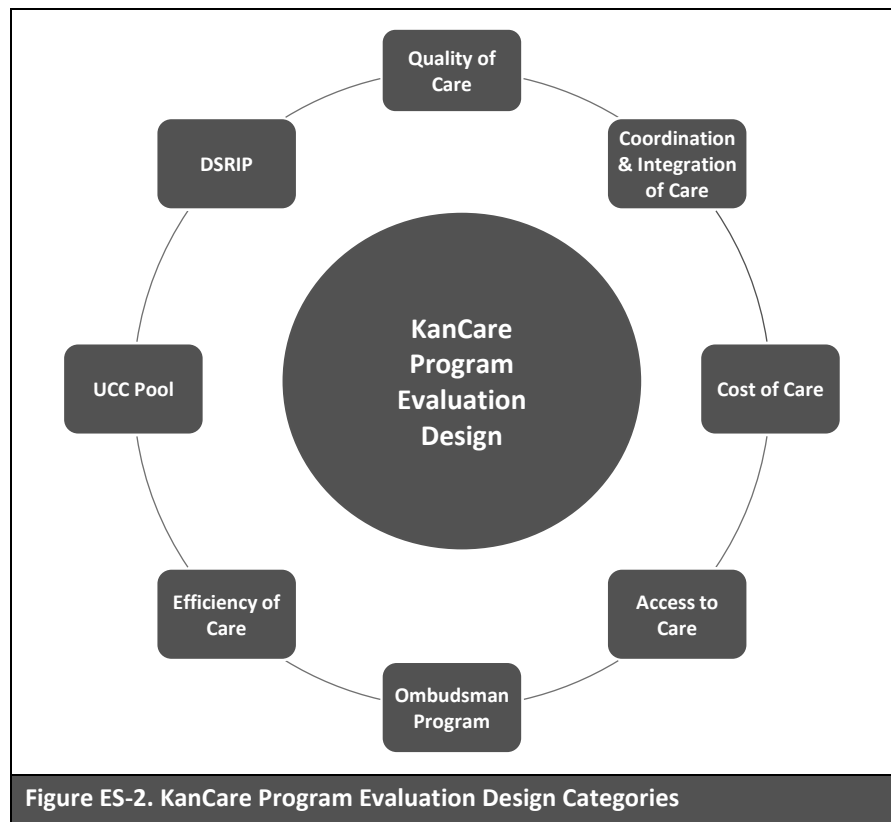 Quality of
Care
Coordination
& Integration
of Care
Cost of Care
Access to
Care
Ombudsman
Program
Efficiency of
Care
UCC Pool
DSRIP
KanCare
Program
Evaluation
Design
Figure ES-2. KanCare Program Evaluation Design Categories